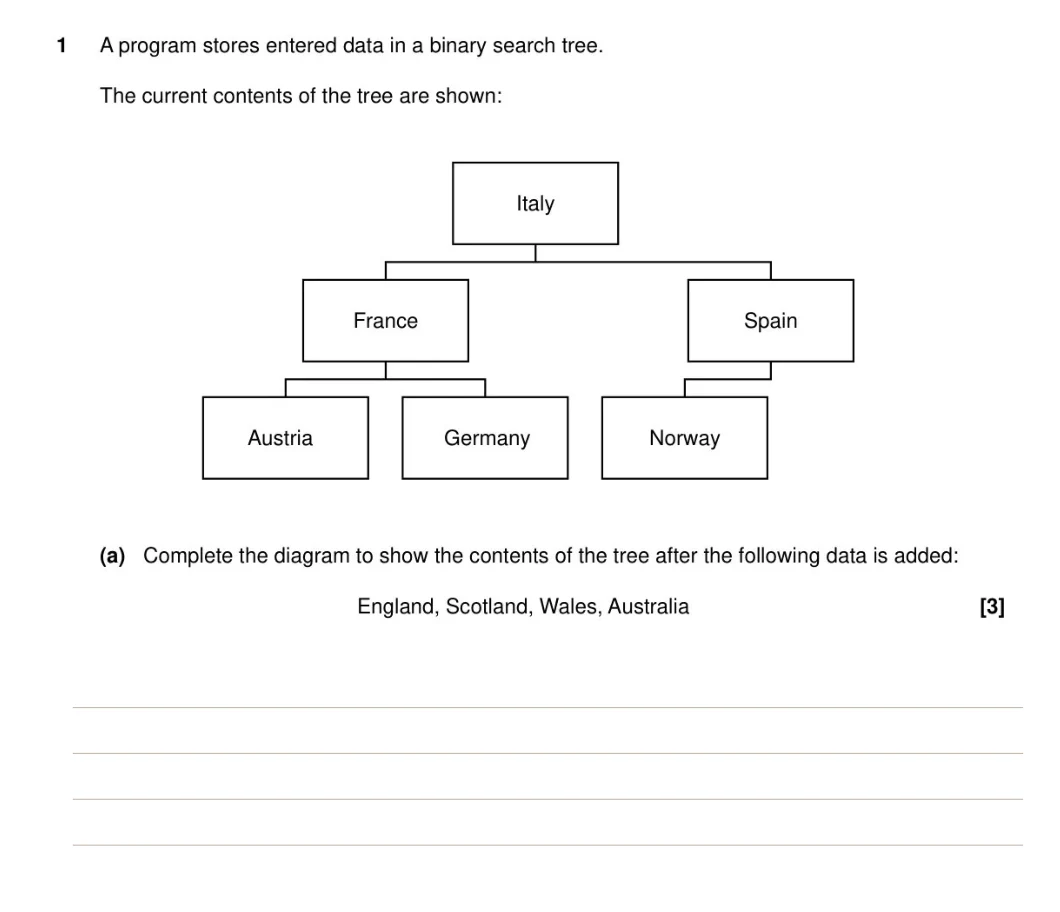 1 A program stores entered data in a binary search tree.
The current contents of the tree are shown:
Italy
France Spain
Austria Germany Norway
(a) Complete the diagram to show the contents of the tree after the following data is added:
England, Scotland, Wales, Australia [3]